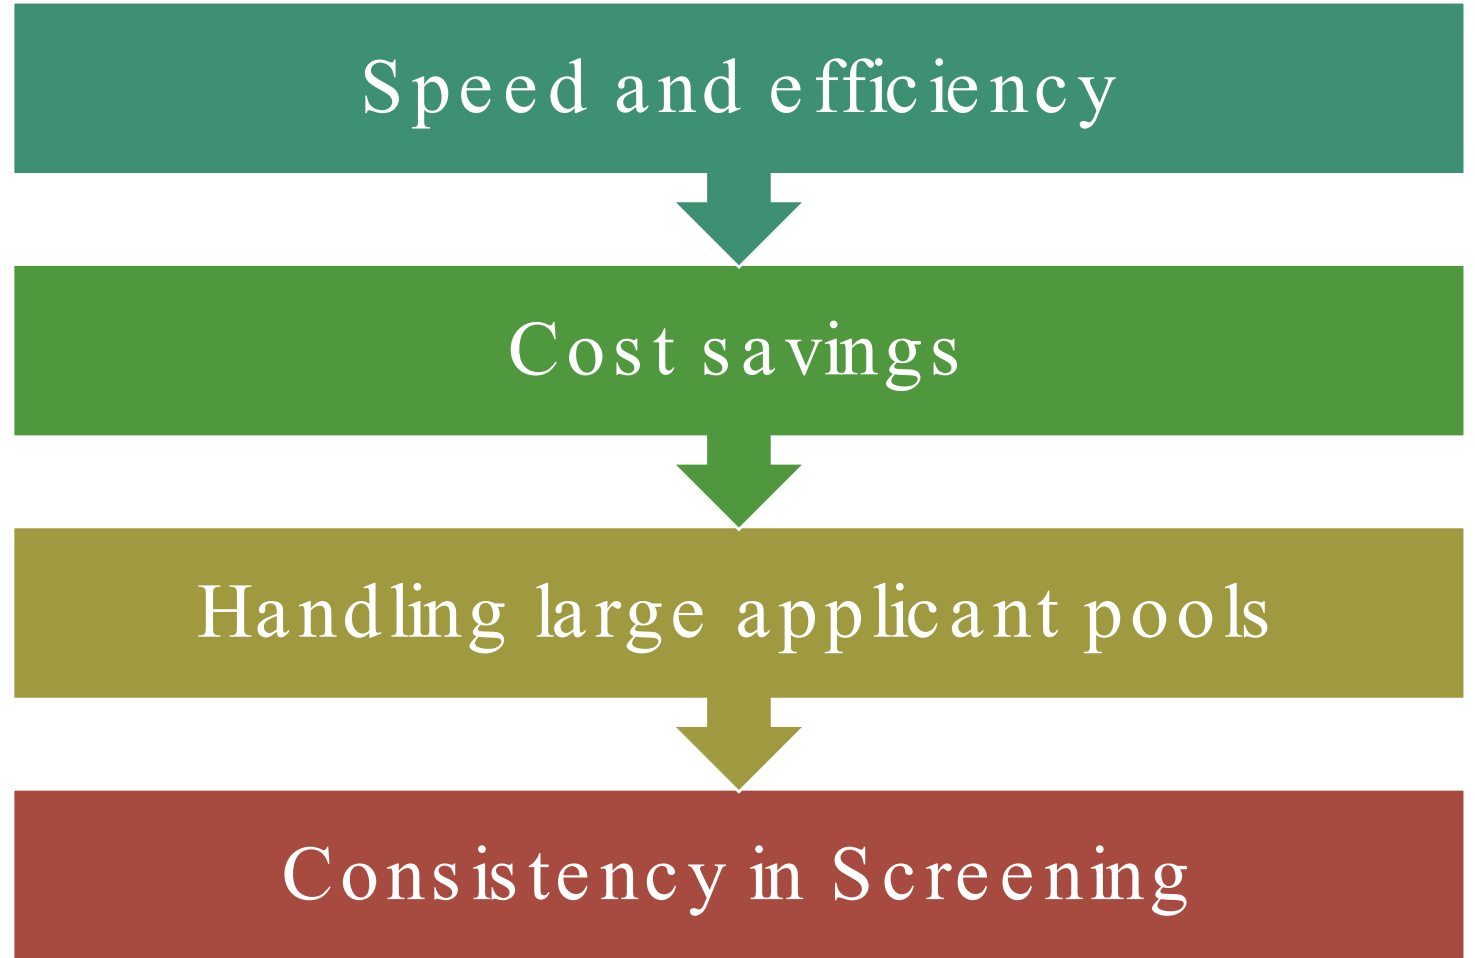 Speed and efficiency
Cost savings
Handling large applicant pools
Consistency in Screening